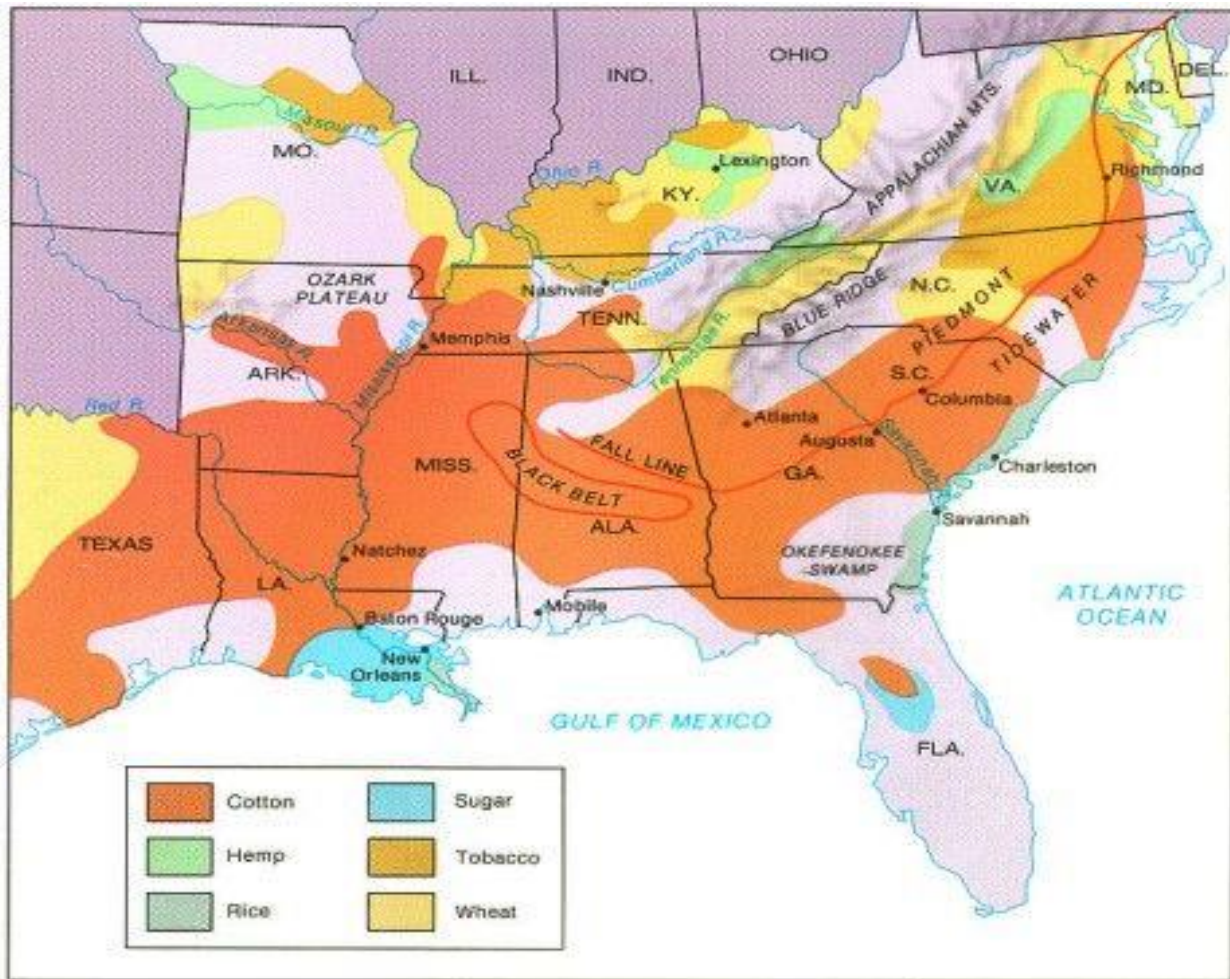 ILL.
IND.
OHIO
DEL.
MD.
Missouri R.
MO.
APPALACHIAN MTS.
Lexington
Ohio R.
KY.
VA.
Richmond
Cumberland R.
OZARK
PLATEAU
Nashville
TENN.
BLUE RIDGE
N.C.
PIEDMONT
TIDEWATER
Arkansas R.
Mississippi R.
Memphis
Tennessee R.
ARK.
S.C.
Columbia
Red R.
Atlanta
Augusta
Savannah
FALL LINE
MISS.
BLACK BELT
GA.
Charleston
ALA.
Savannah
TEXAS
Natchez
OKEFENOKEE
-SWAMP
LA.
ATLANTIC
OCEAN
Baton Rouge
Mobile
New
Orleans
GULF OF MEXICO
FLA.
Cotton
Sugar
Hemp
Tobacco
Rice
Wheat